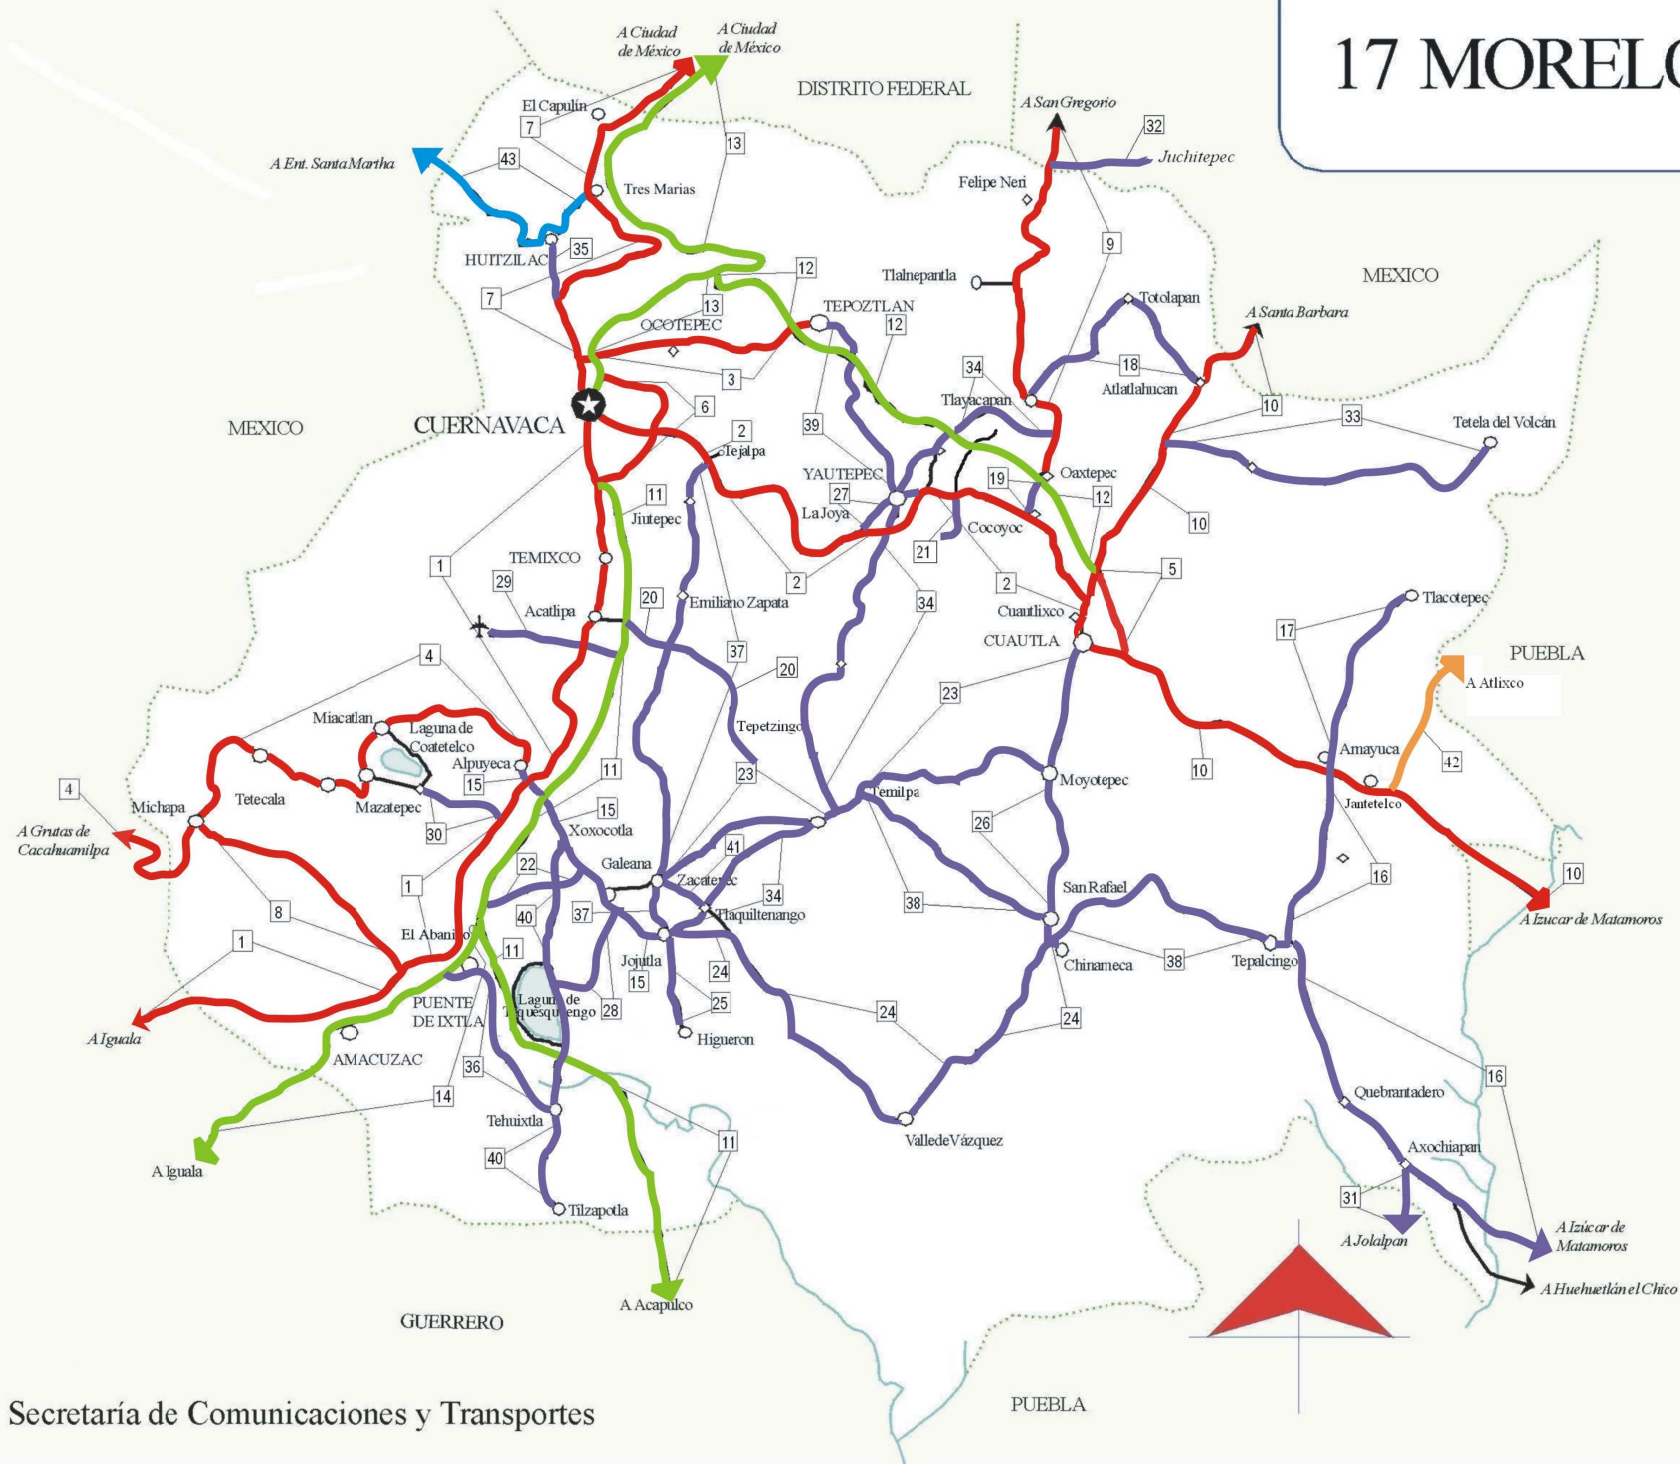 17 MORELO
A Ciudad
de México
A Ciudad
de México
DISTRITO FEDERAL
A San Gregorio
El Capulín
7
13
32
Juchitepec
A Ent. Santa Martha
43
Tres Marias
Felipe Neri
9
HUITZILAC
35
12
Tlalnepantla
MEXICO
7
13
TEPOZTLAN
Totolapan
A Santa Barbara
OCOTEPEC
12
3
34
18
Atlatlahucan
6
Tlayacapan
10
33
Tetela del Volcán
MEXICO
CUERNAVACA
2
Tejalpa
39
YAUTEPEC
Oaxtepec
19
12
11
27
La Joya
Jiutepec
Cocoyoc
10
TEMIXCO
21
1
29
2
2
5
Acatlipa
20
Emiliano Zapata
34
Cuautlixco
Tlacotepec
17
CUAUTLA
4
37
20
PUEBLA
23
A Atlixco
Miacatlan
Laguna de
Coatetelco
Tepetzingo
Amayuca
Alpuyeca
11
23
10
42
4
15
Moyotepec
Michapa
Tetecala
Mazatepec
Temilpa
Jantetelco
15
30
Xoxocotla
26
A Grutas de
Cacahuamilpa
41
22
Galeana
Zacatepec
1
San Rafael
16
10
34
38
8
40
37
Tlaquiltenango
A Izucar de Matamoros
El Abanico
1
11
Jojutla
24
Chinameca
38
Tepalcingo
15
PUENTE
DE IXTLA
Laguna de
Tequesquitengo
28
25
24
24
A Iguala
Higueron
AMACUZAC
36
16
14
Quebrantadero
Tehuixtla
Valle de Vázquez
11
Axochiapan
40
A Iguala
31
Tilzapotla
A Jolalpan
A Izúcar de
Matamoros
A Huehuetlán el Chico
A Acapulco
GUERRERO
PUEBLA
Secretaría de Comunicaciones y Transportes